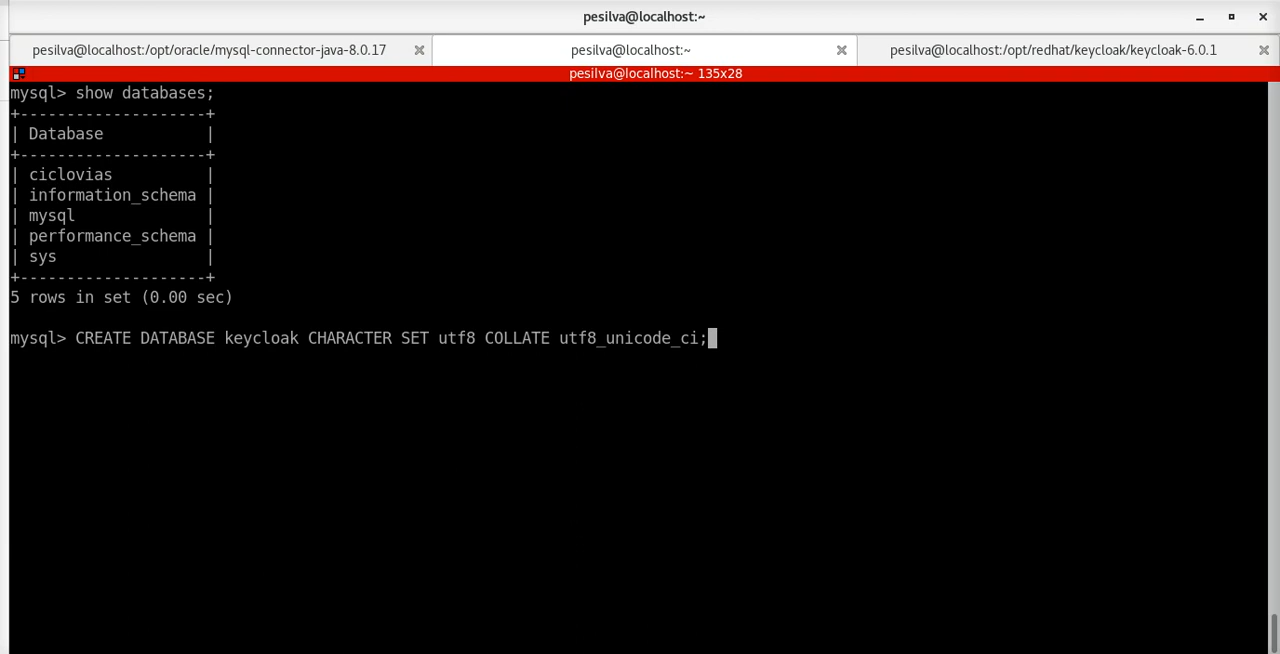 pesilva@localhost:~
pesilva@localhost:/opt/oracle/mysql-connector-java-8.0.17
pesilva@localhost:~
pesilva@localhost:/opt/redhat/keycloak/keycloak-6.0.1
pesilva@localhost:~ 135x28
mysql> show databases;
+--------------------+
| Database           |
+--------------------+
| ciclovias          |
| information_schema |
| mysql              |
| performance_schema |
| sys                |
+--------------------+
5 rows in set (0.00 sec)
mysql> CREATE DATABASE keycloak CHARACTER SET utf8 COLLATE utf8_unicode_ci;